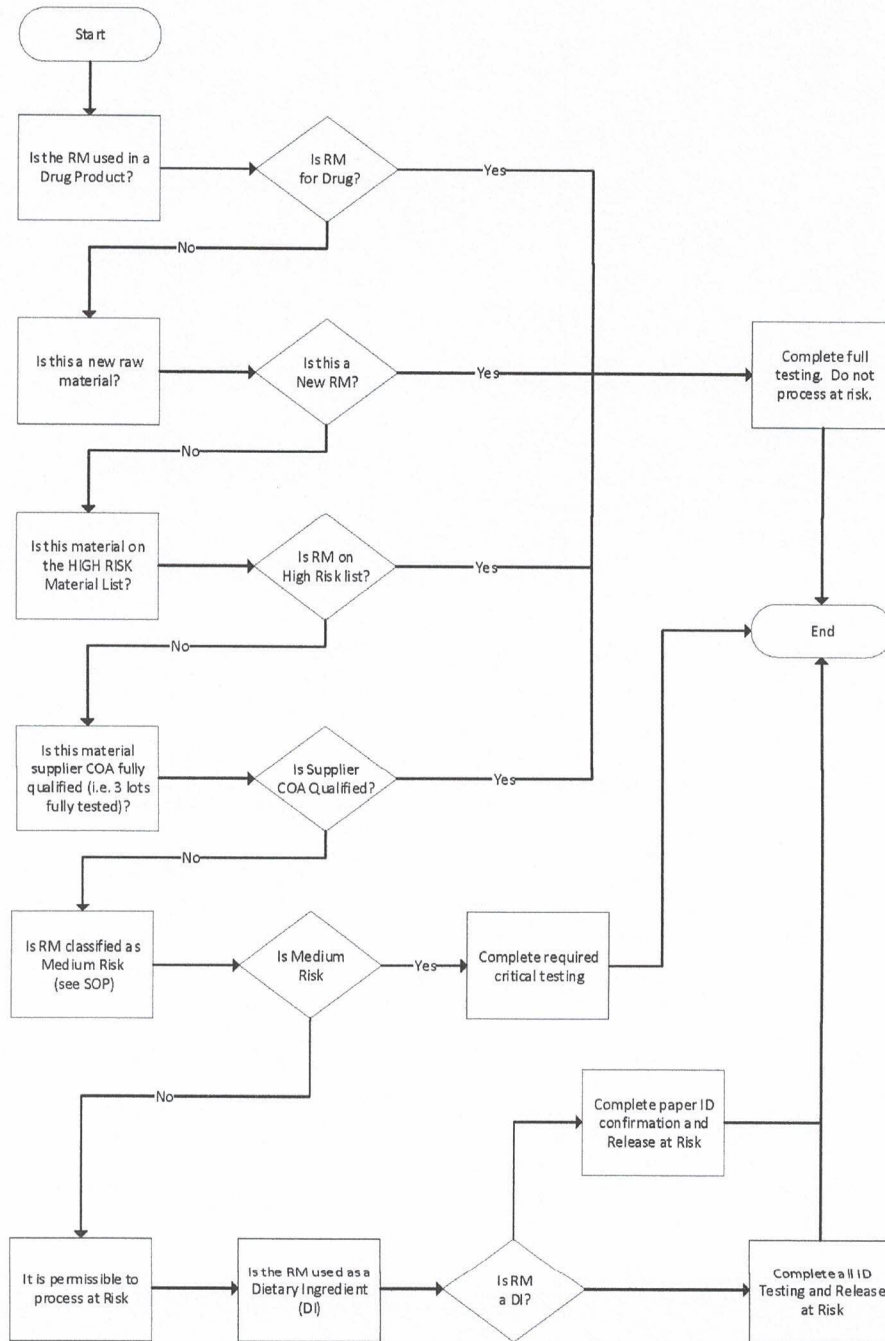 Start
Is the RM used in a
Drug Product?
Is RM
for Drug?
Yes
No
Is this a new raw
material?
Is this a
New RM?
Yes
Complete full
testing. Do not
process at risk.
No
Is this material on
the HIGH RISK
Material List?
Is RM on
High Risk list?
Yes
End
No
Is this material
supplier COA fully
qualified (i.e. 3 lots
fully tested)?
Is Supplier
COA Qualified?
Yes
No
Is RM classified as
Medium Risk
(see SOP)
Is Medium
Risk
Yes
Complete required
critical testing
No
Complete paper ID
confirmation and
Release at Risk
It is permissible to
process at Risk
Is the RM used as a
Dietary Ingredient
(DI)
Is RM
a DI?
Complete all ID
Testing and Release
at Risk